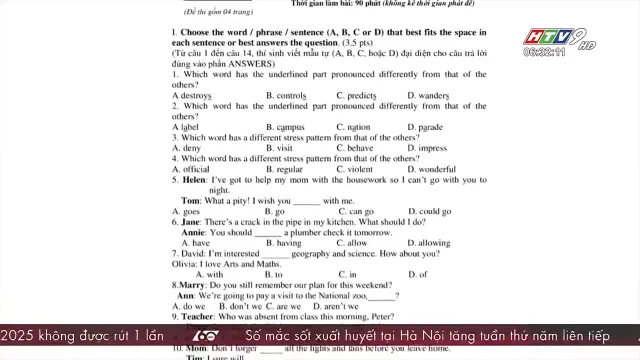 Thời gian làm bài: 90 phút (không kể thời gian phát đề)
(Đề thi gồm 04 trang)
HTV9 HD
06:32:11
I. Choose the word / phrase / sentence (A, B, C or D) that best fits the space in
each sentence or best answers the question. (3.5 pts)
(Từ câu 1 đến câu 14, thí sinh viết mẫu tự (A, B, C, hoặc D) đại diện cho câu trả lời
đúng vào phần ANSWERS)
1. Which word has the underlined part pronounced differently from that of the
others?
A destroys B. controls C. predicts D. wanders
2. Which word has the underlined part pronounced differently from that of the
others?
A label B. campus C. nation D. parade
3. Which word has a different stress pattern from that of the others?
A. deny B. visit C. behave D. impress
4. Which word has a different stress pattern from that of the others?
A. official B. regular C. violent D. wonderful
5. Helen: I've got to help my mom with the housework so I can't go with you to
night.
Tom: What a pity! I wish you ______ with me.
A. goes B. go C. can go D. could go
6. Jane: There's a crack in the pipe in my kitchen. What should I do?
Annie: You should ______ a plumber check it tomorrow.
A. have B. having C. allow D. allowing
7. David: I'm interested ______ geography and science. How about you?
Olivia: I love Arts and Maths.
A. with B. to C. in D. of
8.Marry: Do you still remember our plan for this weekend?
Ann: We're going to pay a visit to the National zoo,______?
A. do we B. don't we C. are we D. aren't we
9. Teacher: Who was absent from class this morning, Peter?
2025 không được rút 1 lần
60
Số mắc sốt xuất huyết tại Hà Nội tăng tuần thứ năm liên tiếp
10. Mom: Don't forget ______ all the lights and fans before you leave home.
Tim: I sure will.